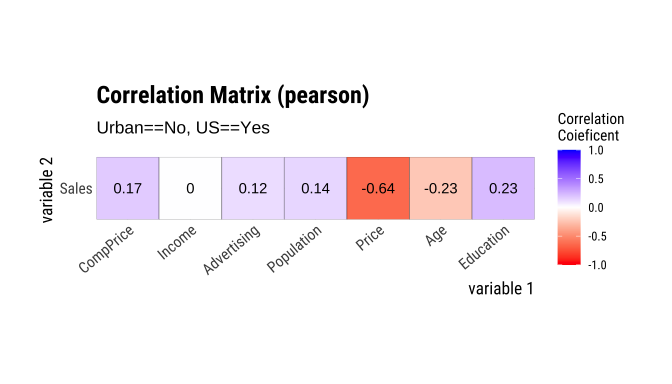 Correlation Matrix (pearson)
Urban==No, US==Yes
Correlation
Coieficent
1.0
0.5
0.0
-0.5
-1.0
variable 2
Sales
0.17
0
0.12
0.14
-0.64
-0.23
0.23
CompPrice
Income
Advertising
Population
Price
Age
Education
variable 1